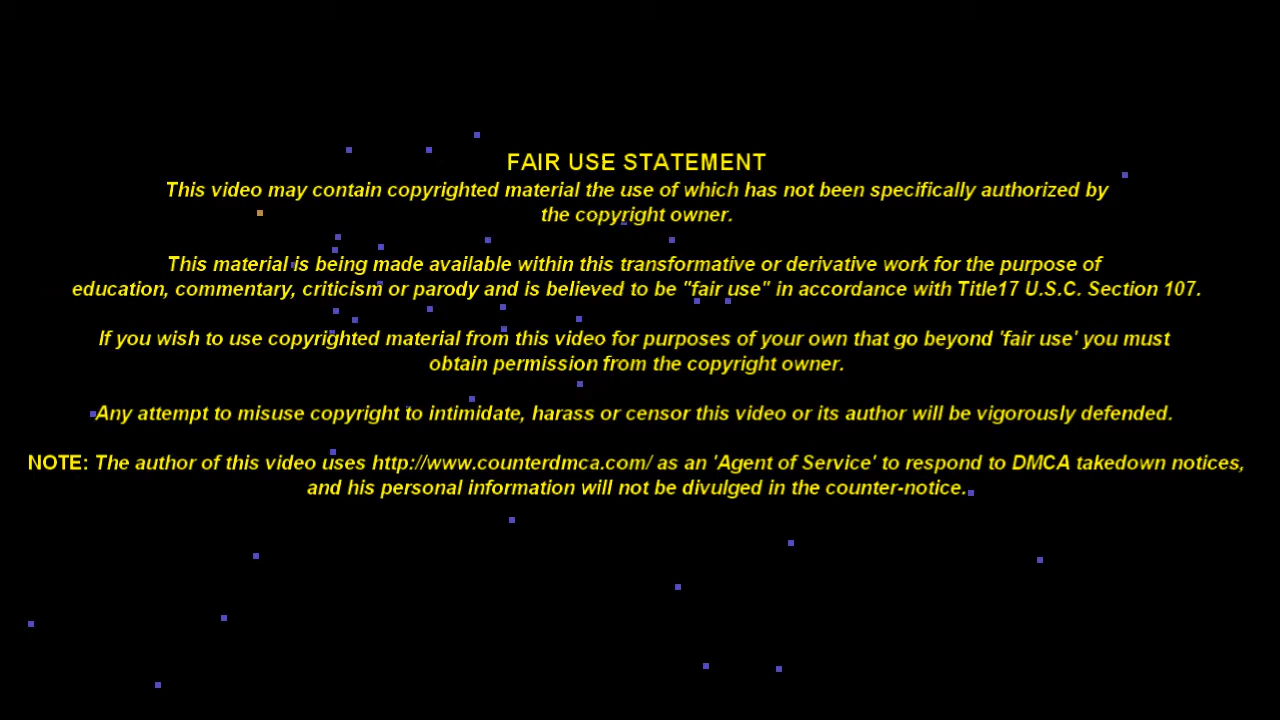 FAIR USE STATEMENT
This video may contain copyrighted material the use of which has not been specifically authorized by
the copyright owner.
This material is being made available within this transformative or derivative work for the purpose of
education, commentary, criticism or parody and is believed to be "fair use" in accordance with Title17 U.S.C. Section 107.
If you wish to use copyrighted material from this video for purposes of your own that go beyond 'fair use' you must
obtain permission from the copyright owner.
Any attempt to misuse copyright to intimidate, harass or censor this video or its author will be vigorously defended.
NOTE: The author of this video uses http://www.counterdmca.com/ as an 'Agent of Service' to respond to DMCA takedown notices,
and his personal information will not be divulged in the counter-notice.